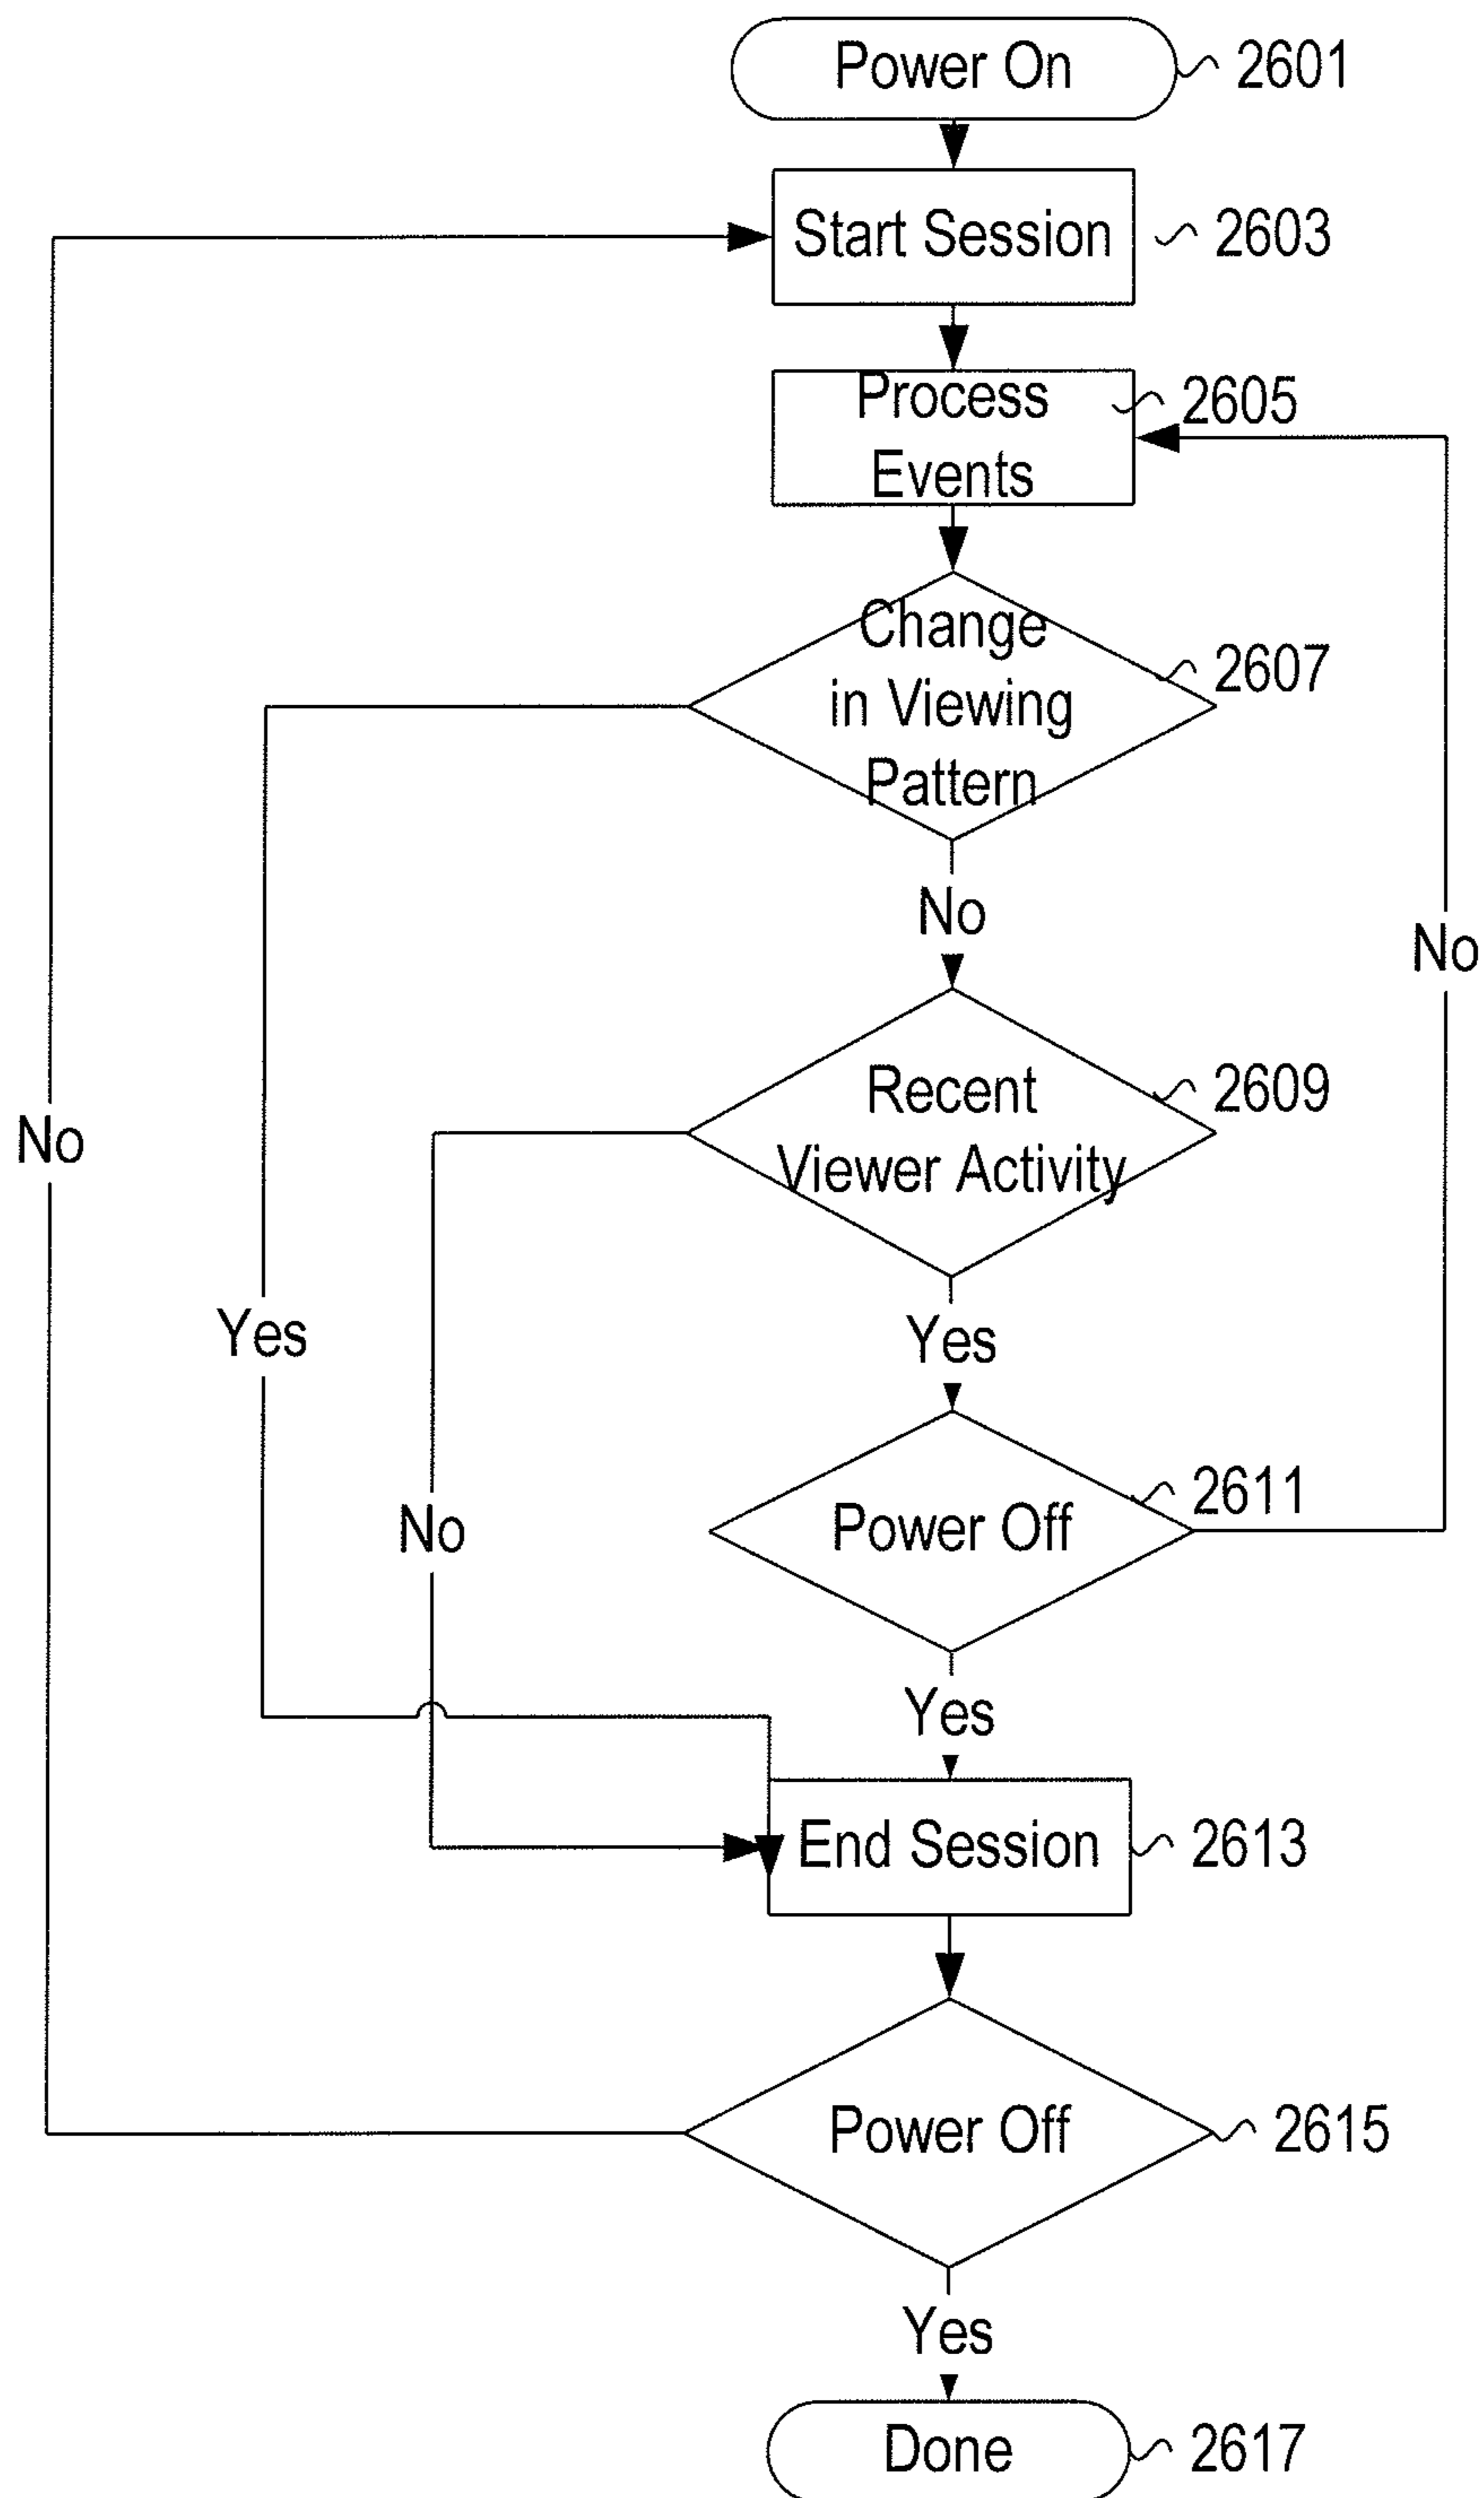 Power On 2601
Start Session 2603
Process 2605
Events
Change
in Viewing 2607
Pattern
No
No
Recent 2609
Viewer Activity
No
Yes
Yes
Power Off 2611
No
Yes
End Session 2613
Power Off 2615
Yes
Done 2617